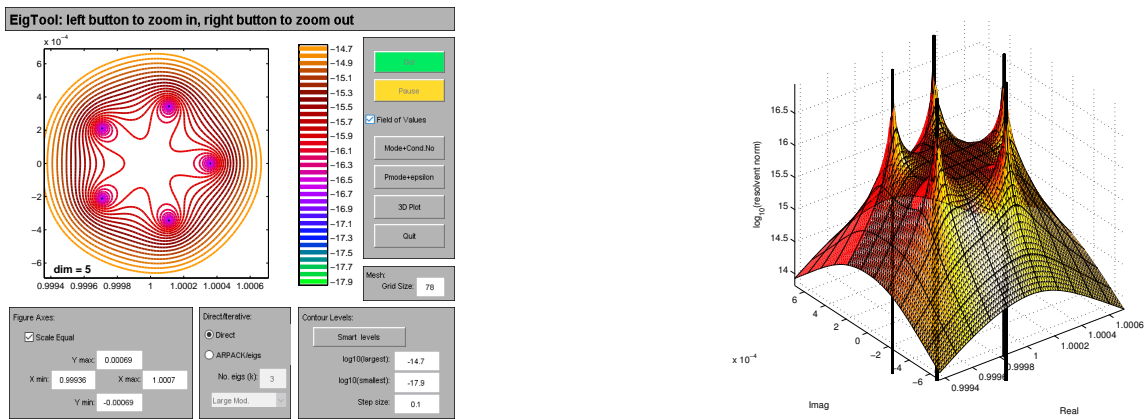 EigTool: left button to zoom in, right button to zoom out
x 10⁻⁴
6
4
2
0
−2
−4
−6
dim = 5
0.9994 0.9996 0.9998 1 1.0002 1.0004 1.0006
−14.7
−14.9
−15.1
−15.3
−15.5
−15.7
−15.9
−16.1
−16.3
−16.5
−16.7
−16.9
−17.1
−17.3
−17.5
−17.7
−17.9
Go!
Pause
Field of Values
Mode+Cond.No
Pmode+epsilon
3D Plot
Quit
Mesh:
Grid Size: 78
Figure Axes:
Scale Equal
Y max: 0.00069
X min: 0.99936 X max: 1.0007
Y min: -0.00069
Direct/Iterative:
Direct
ARPACK/eigs
No. eigs (k): 3
Large Mod.
Contour Levels:
Smart levels
log10(largest): -14.7
log10(smallest): -17.9
Step size: 0.1
log₁₀(resolvent norm)
16.5
16
15.5
15
14.5
14
6
4
2
0
−2
−4
−6
x 10⁻⁴
Imag
0.9994
0.9996
0.9998
1
1.0002
1.0004
1.0006
Real